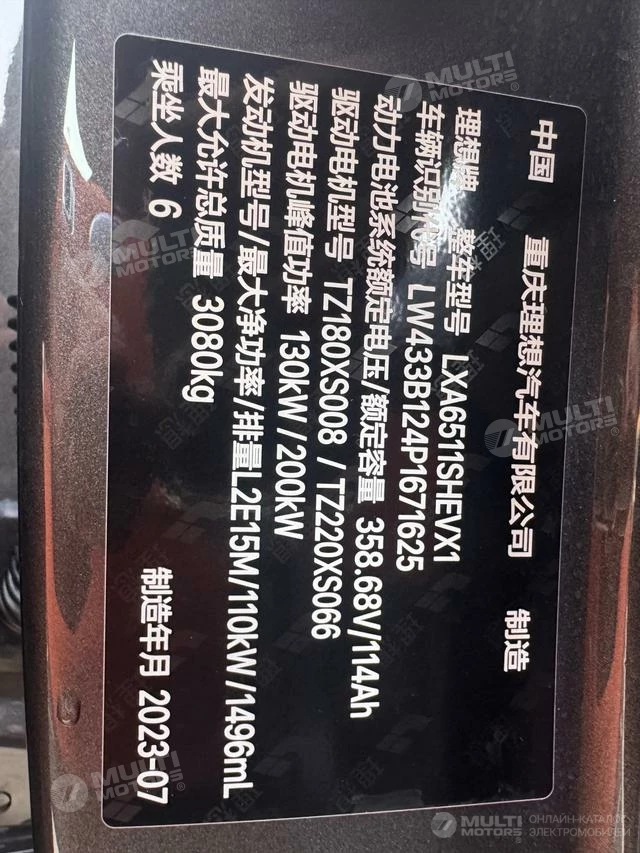 中国 重庆理想汽车有限公司 制造
理想牌 整车型号 LXA6511SHEVX1
车辆识别代号 LW433B124P1671625
动力电池系统额定电压/额定容量 358.68V/114Ah
驱动电机型号 TZ180XS008 / TZ220XS066
驱动电机峰值功率 130kW/200kW
发动机型号/最大净功率/排量L2E15M/110kW/1496mL
最大允许总质量 3080kg
乘坐人数 6 制造年月 2023-07
MULTI MOTORS®
MULTI MOTORS
MULTI MOTORS
MULTI MOTORS®
MULTI MOTORS ОНЛАЙН-КАТАЛОГ ЭЛЕКТРОМОБИЛЕЙ